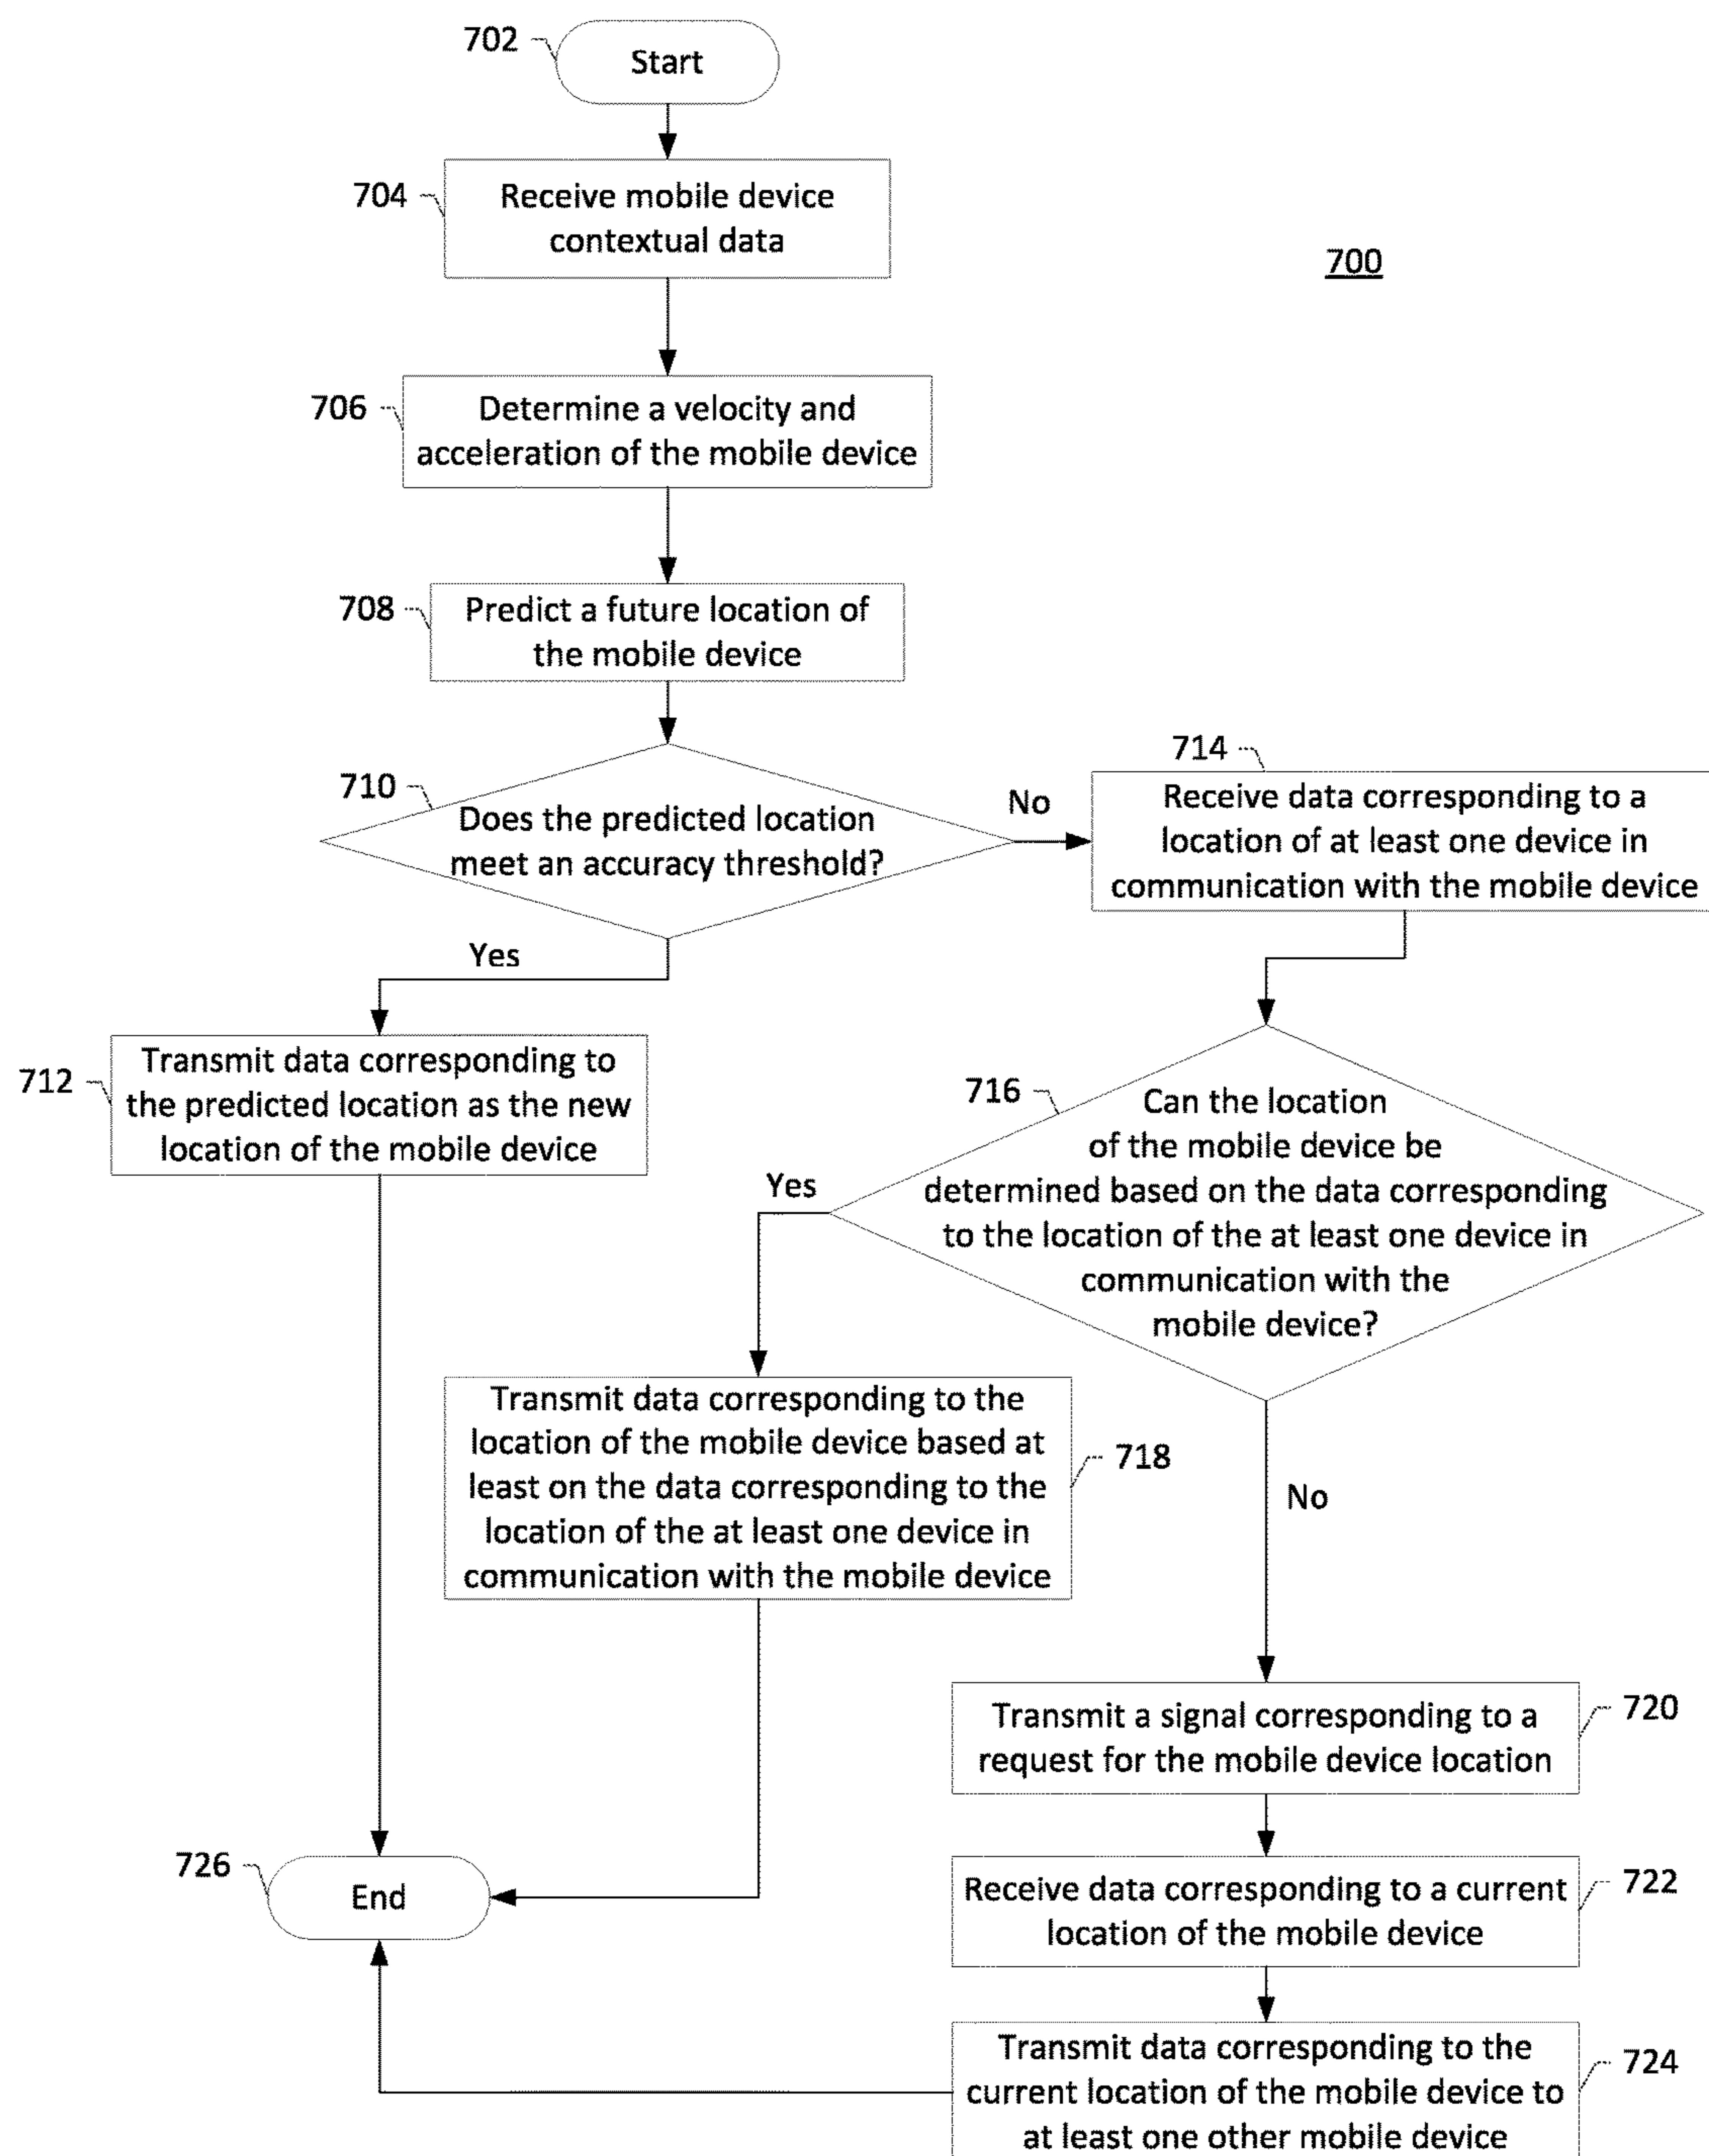 702
Start
704
Receive mobile device
contextual data
700
706
Determine a velocity and
acceleration of the mobile device
708
Predict a future location of
the mobile device
710
Does the predicted location
meet an accuracy threshold?
No
714
Receive data corresponding to a
location of at least one device in
communication with the mobile device
Yes
712
Transmit data corresponding to
the predicted location as the new
location of the mobile device
716
Can the location
of the mobile device be
determined based on the data corresponding
to the location of the at least one device in
communication with the
mobile device?
Yes
718
Transmit data corresponding to the
location of the mobile device based at
least on the data corresponding to the
location of the at least one device in
communication with the mobile device
No
720
Transmit a signal corresponding to a
request for the mobile device location
722
Receive data corresponding to a current
location of the mobile device
726
End
724
Transmit data corresponding to the
current location of the mobile device to
at least one other mobile device